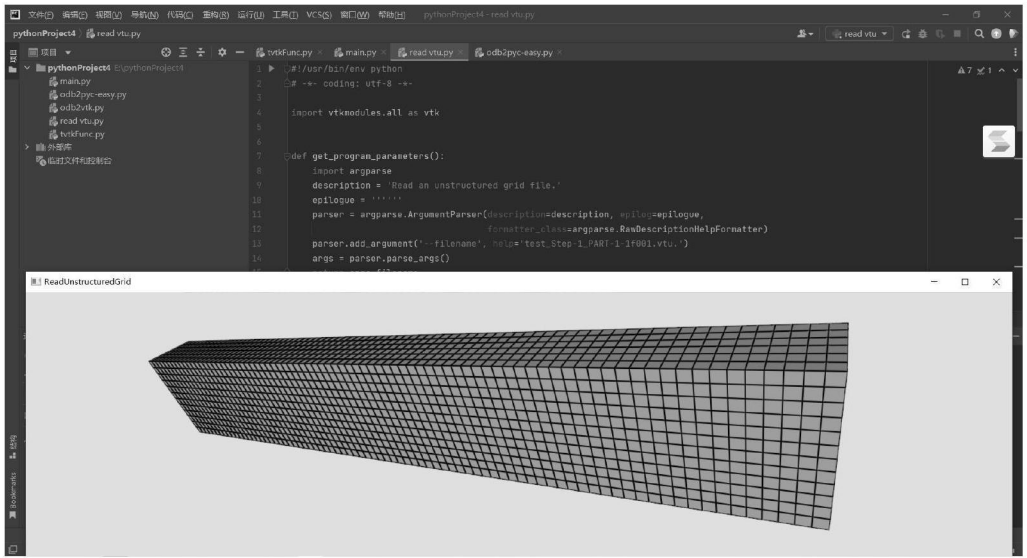 文件(F) 编辑(E) 视图(V) 导航(N) 代码(C) 重构(R) 运行(U) 工具(T) VCS(S) 窗口(W) 帮助(H) pythonProject4 - read vtu.py
pythonProject4 read vtu.py read vtu
项目 tvtkFunc.py main.py read vtu.py odb2pyc-easy.py
pythonProject4 E:\pythonProject4
main.py
odb2pyc-easy.py
odb2vtk.py
read vtu.py
tvtkFunc.py
外部库
临时文件和控制台
1 #!/usr/bin/env python
2 # -*- coding: utf-8 -*-
3
4 import vtkmodules.all as vtk
5
6
7 def get_program_parameters():
8 import argparse
9 description = 'Read an unstructured grid file.'
10 epilogue = ''''''
11 parser = argparse.ArgumentParser(description=description, epilog=epilogue,
12 formatter_class=argparse.RawDescriptionHelpFormatter)
13 parser.add_argument('--filename', help='test_Step-1_PART-1-1f001.vtu.')
14 args = parser.parse_args()
7 1
ReadUnstructuredGrid
结构
Bookmarks